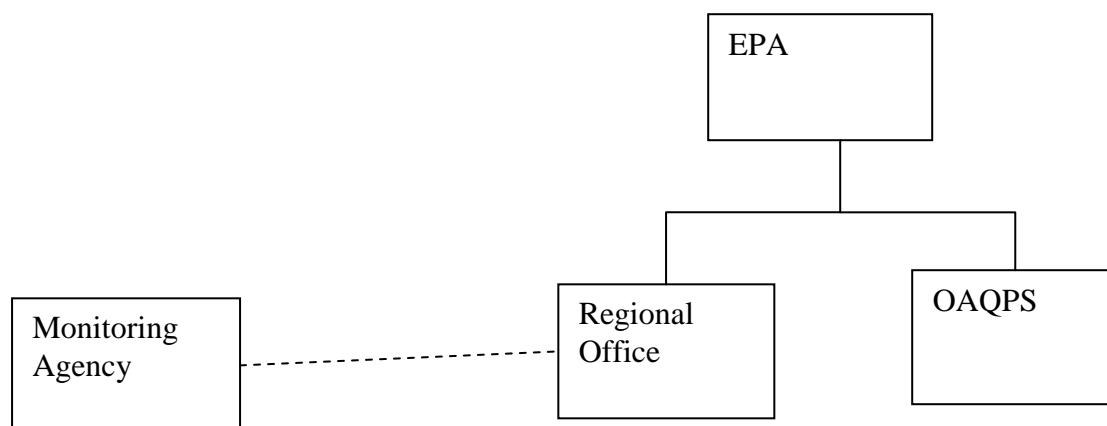 EPA
Regional
Office
OAQPS
Monitoring
Agency